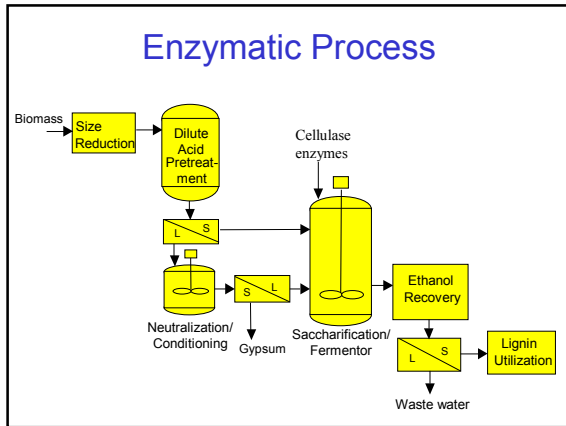 Enzymatic Process
Biomass
Size
Reduction
Dilute
Acid
Pretreat-
ment
Cellulase
enzymes
L S
Neutralization/
Conditioning
S L
Gypsum
Saccharification/
Fermentor
Ethanol
Recovery
L S
Waste water
Lignin
Utilization